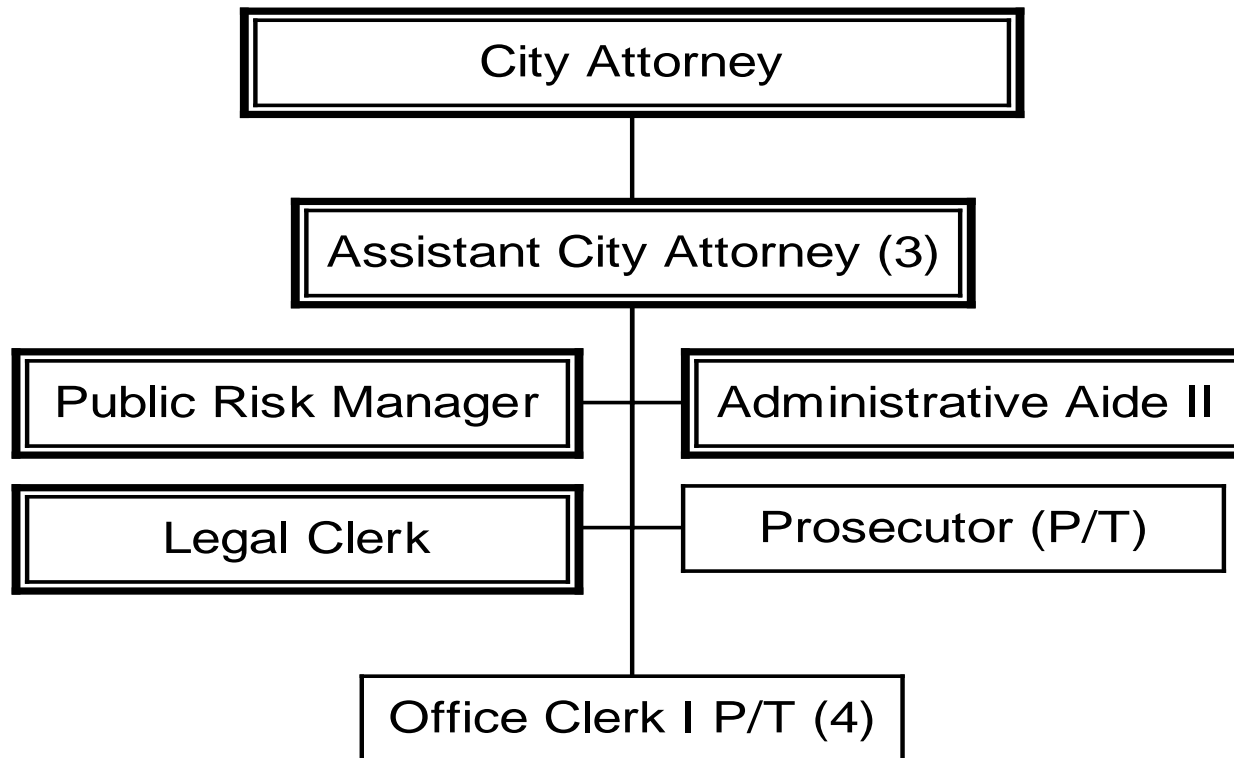 City Attorney
Assistant City Attorney (3)
Public Risk Manager
Administrative Aide II
Legal Clerk
Prosecutor (P/T)
Office Clerk I P/T (4)